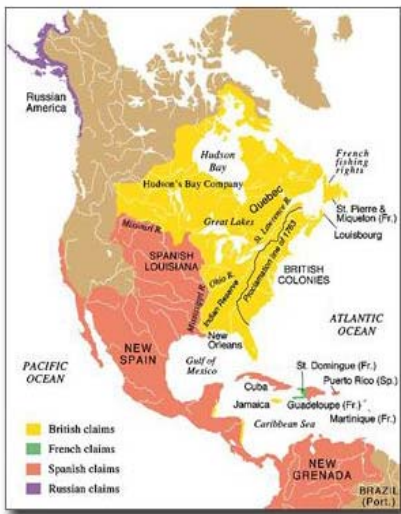 Russian
America
Hudson
Bay
Hudson's Bay Company
French
fishing
rights
Quebec
St. Pierre &
Miquelon (Fr.)
Louisbourg
Great Lakes
St. Lawrence R.
Missouri R.
SPANISH
LOUISIANA
Ohio R.
Indian Reserve
Proclamation line of 1763
BRITISH
COLONIES
Mississippi R.
ATLANTIC
OCEAN
New
Orleans
NEW
SPAIN
PACIFIC
OCEAN
Gulf of
Mexico
St. Domingue (Fr.)
Cuba
Puerto Rico (Sp.)
Jamaica
Guadeloupe (Fr.)
Martinique (Fr.)
Caribbean Sea
British claims
French claims
Spanish claims
Russian claims
NEW
GRENADA
BRAZIL
(Port.)